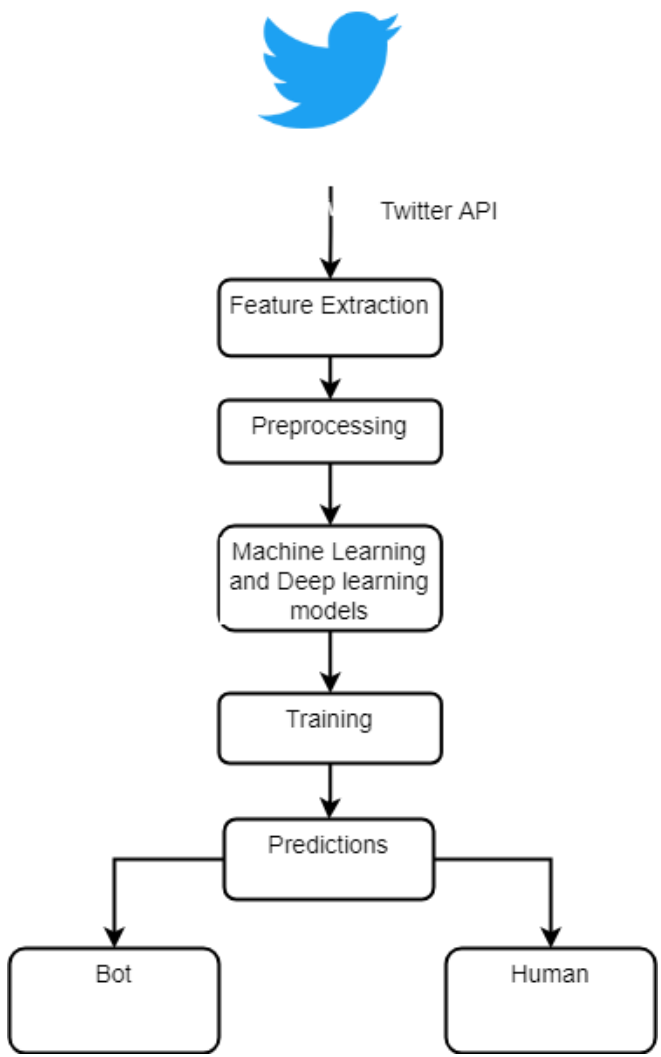 Twitter API
Feature Extraction
Preprocessing
Machine Learning
and Deep learning
models
Training
Predictions
Bot
Human